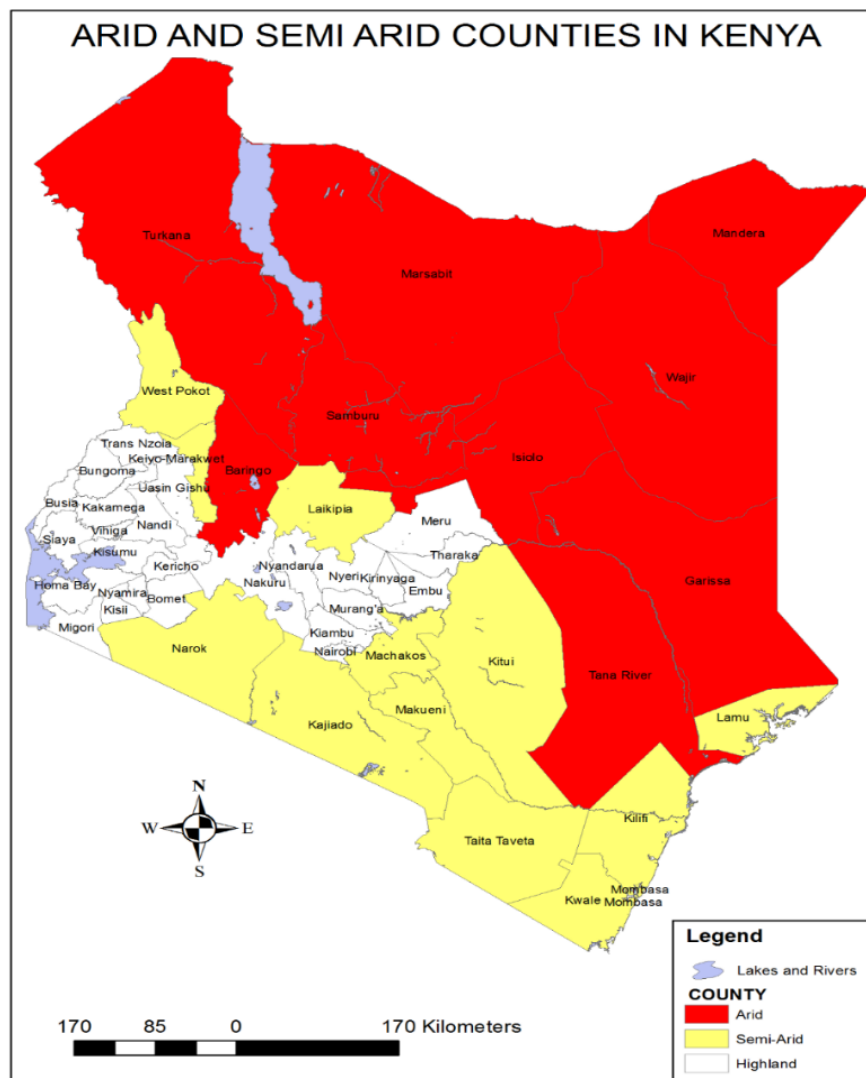 ARID AND SEMI ARID COUNTIES IN KENYA
Mandera
Turkana
Marsabit
Wajir
West Pokot
Samburu
Trans Nzoia
Keiyo-Marakwet
Isiolo
Bungoma
Baringo
Uasin Gishu
Busia
Kakamega
Laikipia
Meru
Nandi
Vihiga
Siaya
Kisumu
Tharaka
Kericho
Nyandarua
Garissa
Homa Bay
Nakuru
Nyeri
Kirinyaga
Nyamira
Embu
Bomet
Kisii
Murang'a
Migori
Kiambu
Narok
Nairobi
Machakos
Kitui
Tana River
Makueni
Lamu
Kajiado
N
W
E
S
Kilifi
Taita Taveta
Mombasa
Kwale
Mombasa
Legend
Lakes and Rivers
COUNTY
Arid
Semi-Arid
Highland
170 85 0 170 Kilometers